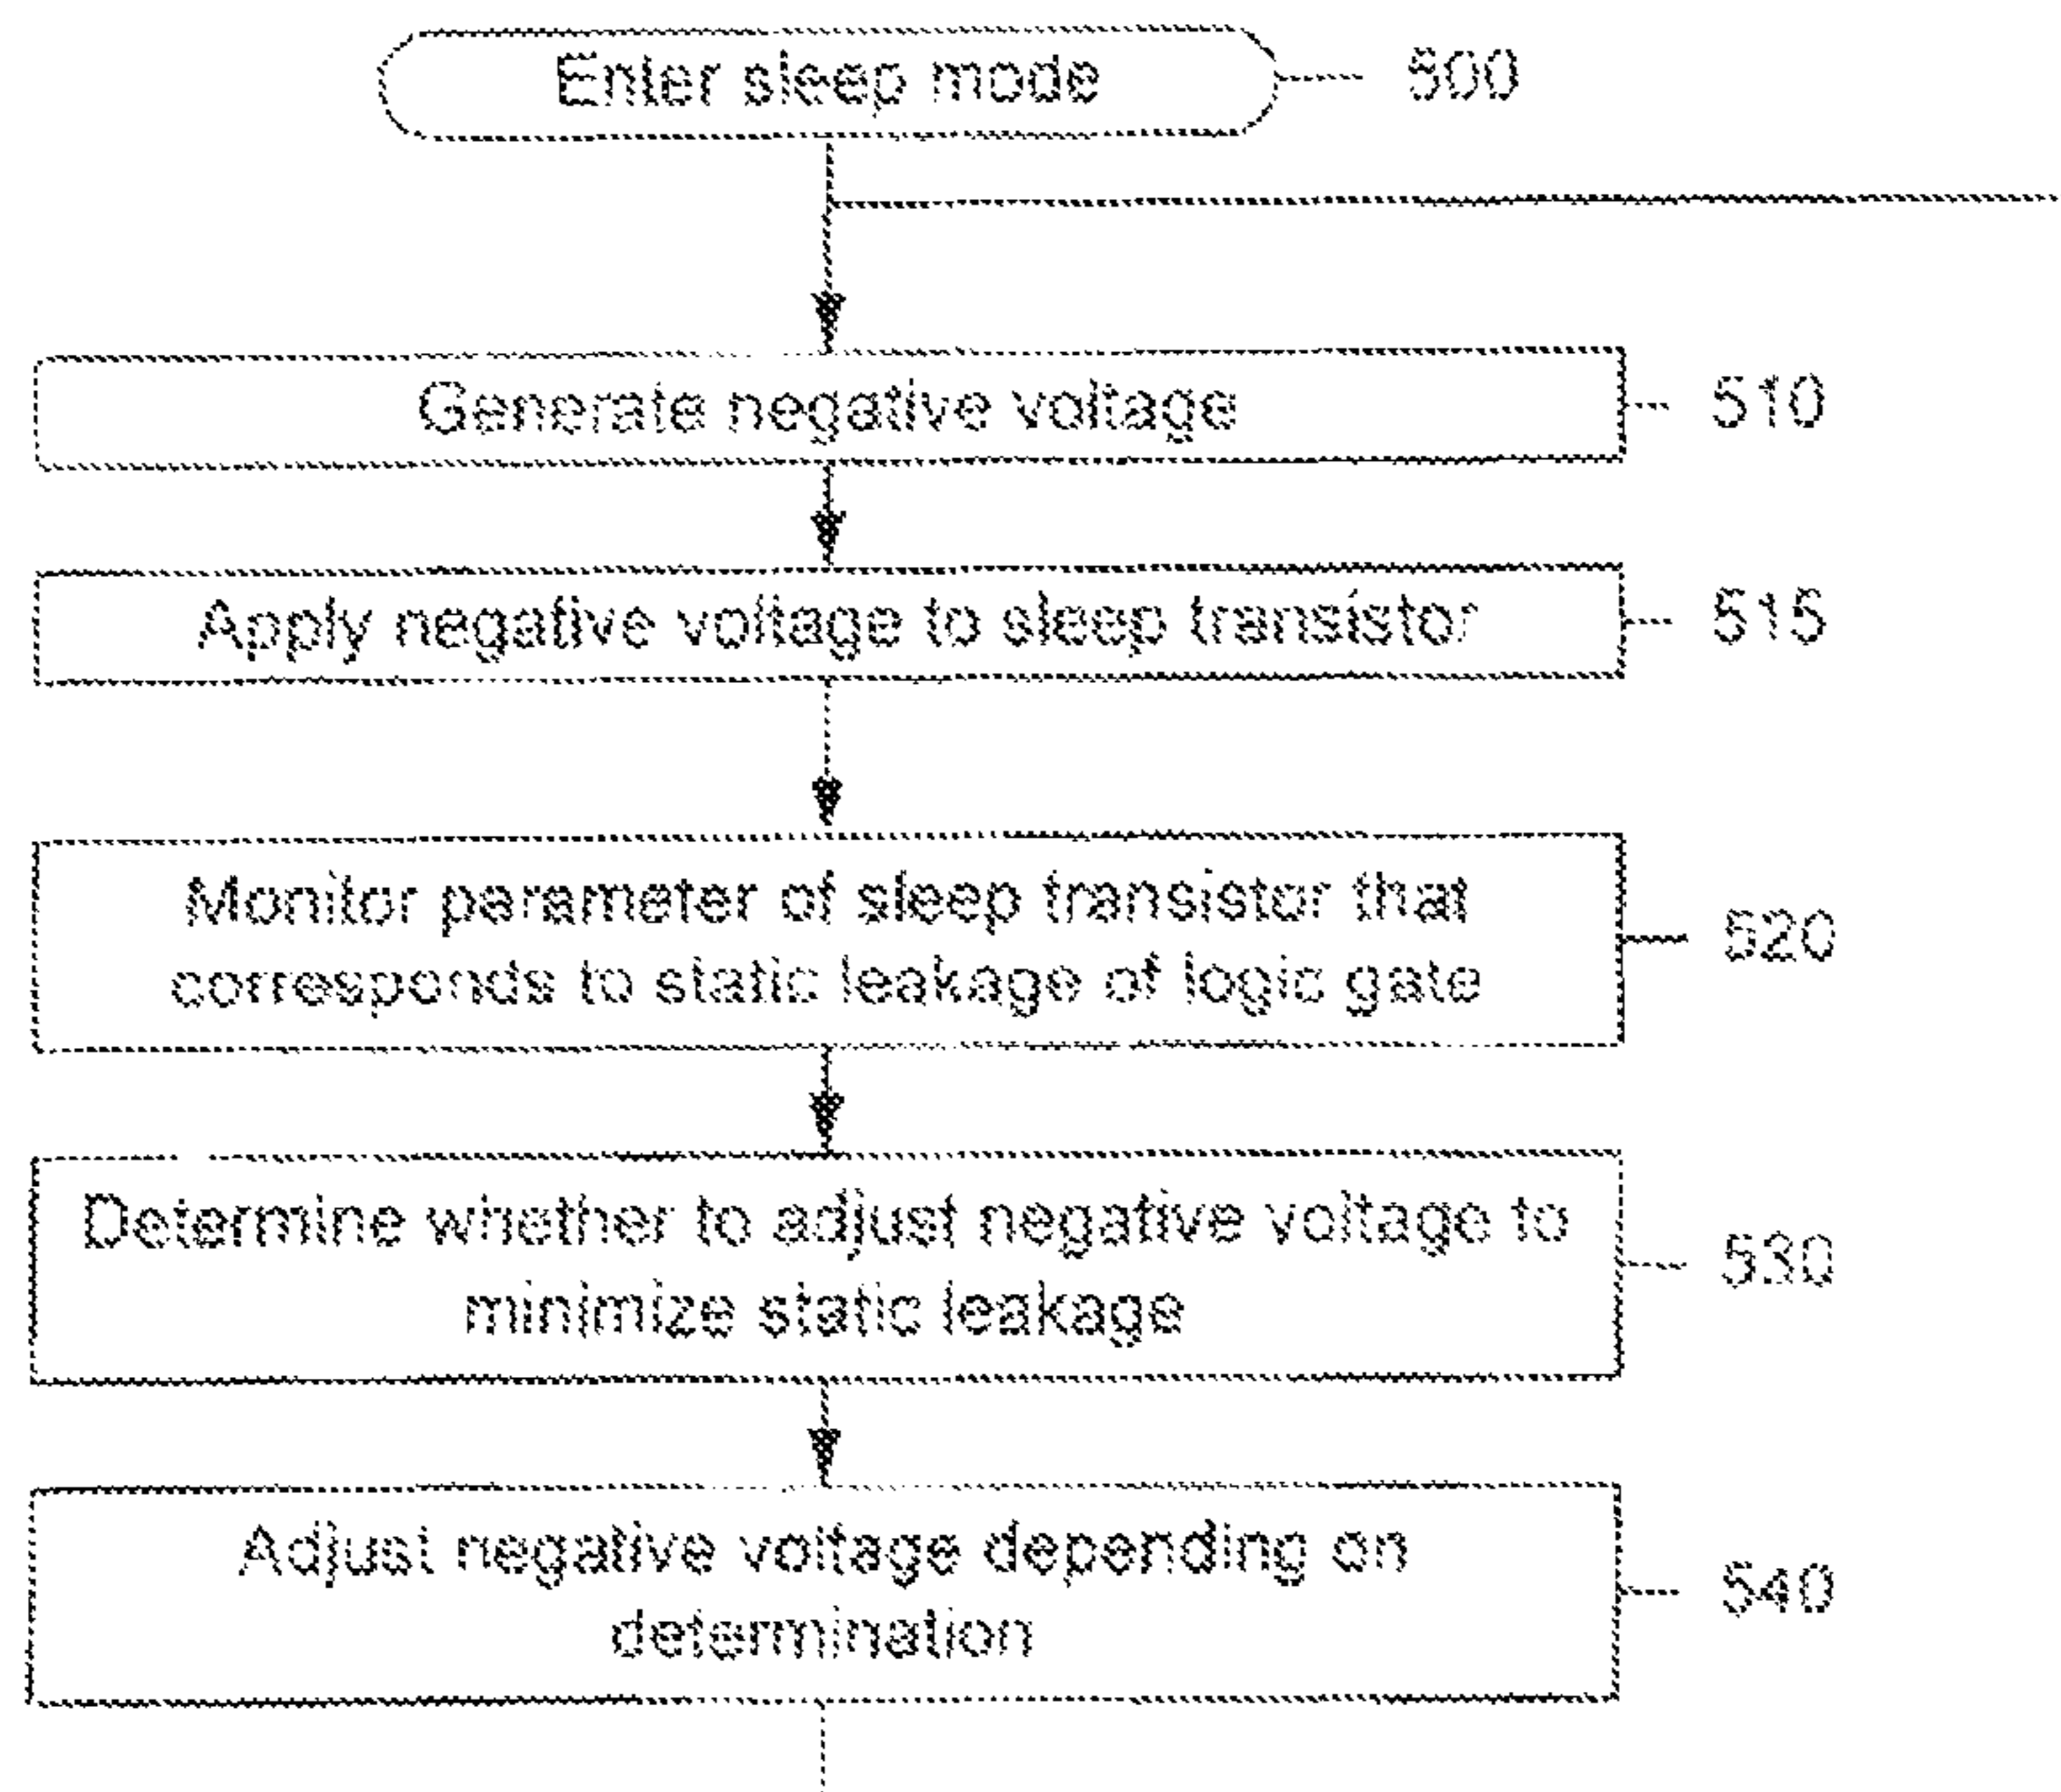 Enter sleep mode
500
Generate negative voltage
510
Apply negative voltage to sleep transistor
515
Monitor parameter of sleep transistor that
corresponds to static leakage of logic gate
520
Determine whether to adjust negative voltage to
minimize static leakage
530
Adjust negative voltage depending on
determination
540